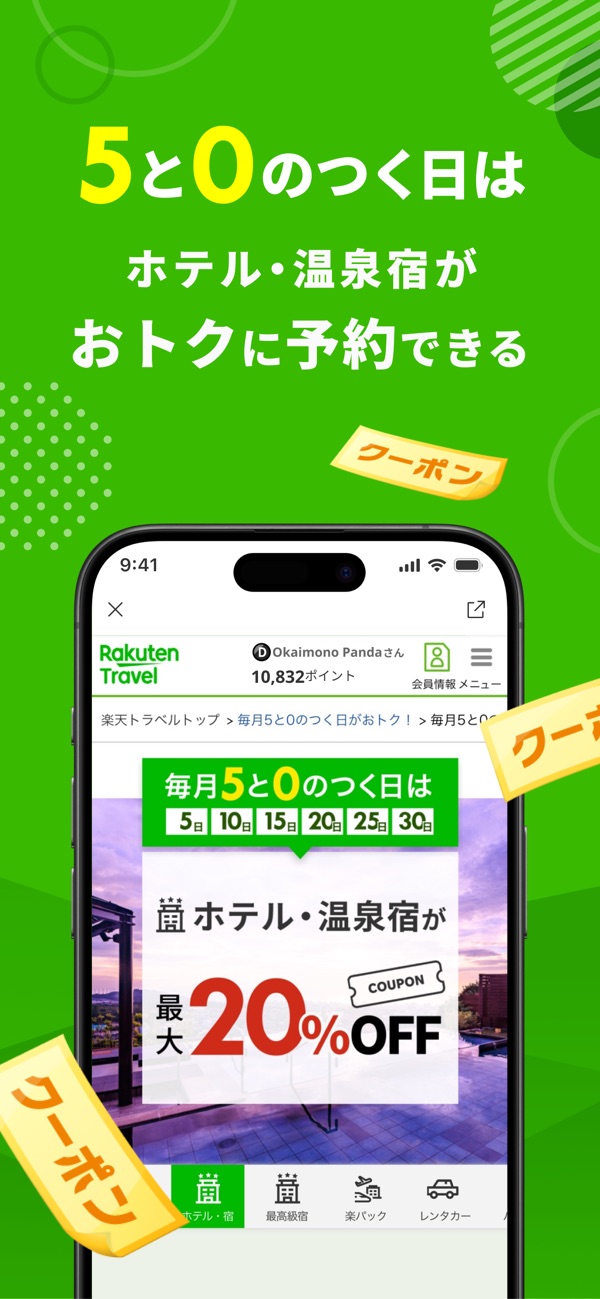 5と0のつく日は
ホテル・温泉宿が
おトクに予約できる
クーポン
9:41
Rakuten
Travel
D Okaimono Pandaさん
10,832ポイント
会員情報 メニュー
楽天トラベルトップ > 毎月5と0のつく日がおトク！ > 毎月5と0の
クーポ
毎月5と0のつく日は
5日 10日 15日 20日 25日 30日
ホテル・温泉宿が
COUPON
最大20%OFF
クーポン
ホテル・宿 最高級宿 楽パック レンタカー